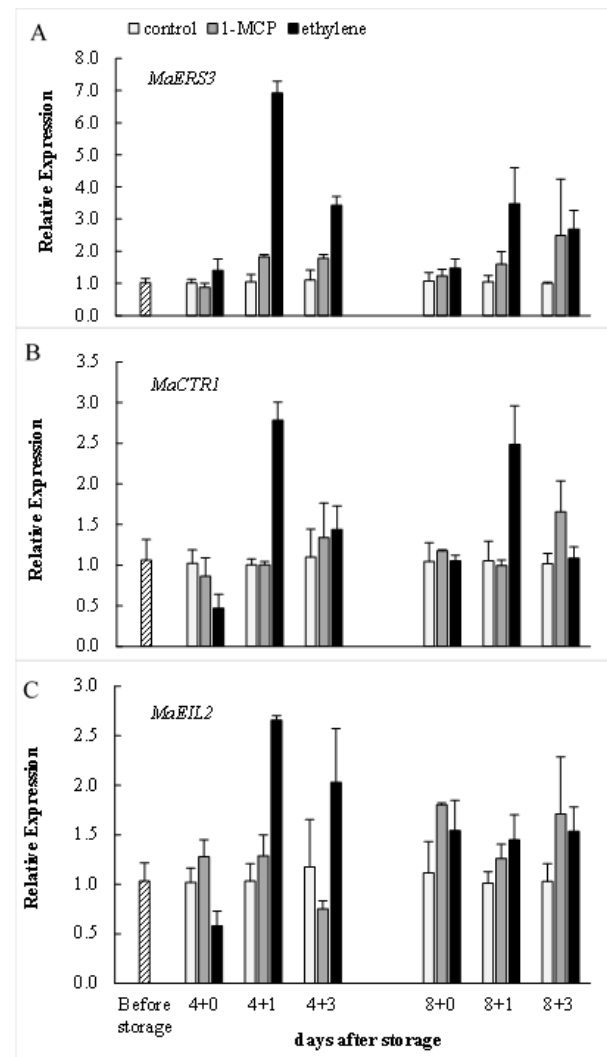 A
control 1-MCP ethylene
MaERS3
Relative Expression
8.0
7.0
6.0
5.0
4.0
3.0
2.0
1.0
0.0
B
MaCTR1
Relative Expression
3.5
3.0
2.5
2.0
1.5
1.0
0.5
0.0
C
MaEIL2
Relative Expression
3.0
2.5
2.0
1.5
1.0
0.5
0.0
Before 4+0 4+1 4+3 8+0 8+1 8+3
storage
days after storage